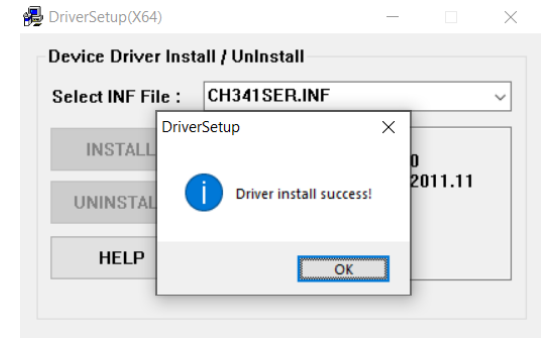 DriverSetup(X64)
Device Driver Install / UnInstall
Select INF File :
CH341SER.INF
DriverSetup
INSTALL
0
2011.11
Driver install success!
UNINSTAL
HELP
OK